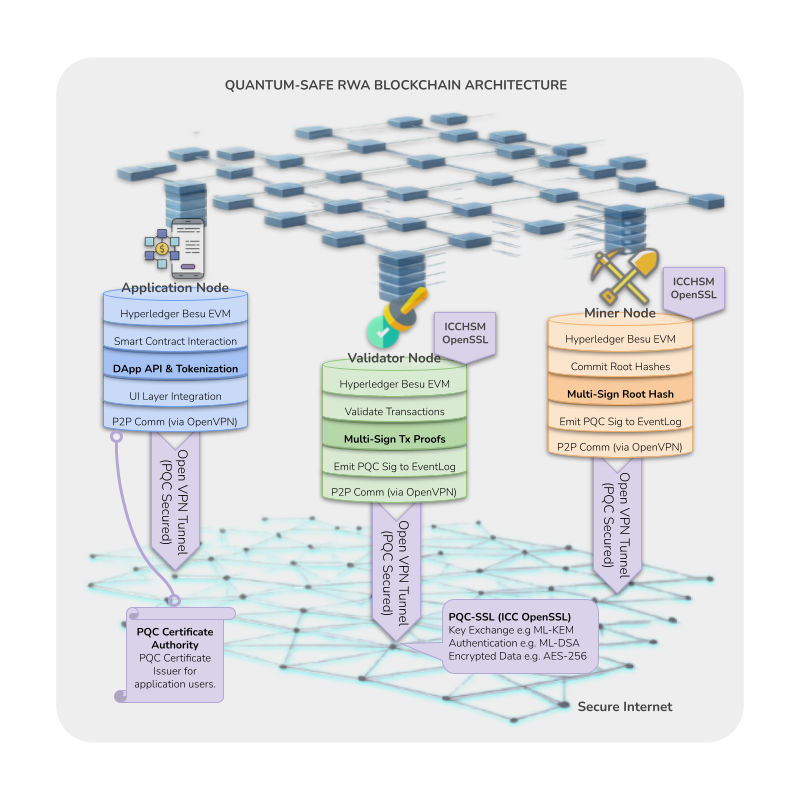 QUANTUM-SAFE RWA BLOCKCHAIN ARCHITECTURE
Application Node
Hyperledger Besu EVM
Smart Contract Interaction
DApp API & Tokenization
UI Layer Integration
P2P Comm (via OpenVPN)
Open VPN Tunnel
(PQC Secured)
ICCHSM
OpenSSL
Validator Node
Hyperledger Besu EVM
Validate Transactions
Multi-Sign Tx Proofs
Emit PQC Sig to EventLog
P2P Comm (via OpenVPN)
Open VPN Tunnel
(PQC Secured)
ICCHSM
OpenSSL
Miner Node
Hyperledger Besu EVM
Commit Root Hashes
Multi-Sign Root Hash
Emit PQC Sig to EventLog
P2P Comm (via OpenVPN)
Open VPN Tunnel
(PQC Secured)
PQC Certificate
Authority
PQC Certificate
Issuer for
application users.
PQC-SSL (ICC OpenSSL)
Key Exchange e.g ML-KEM
Authentication e.g. ML-DSA
Encrypted Data e.g. AES-256
Secure Internet